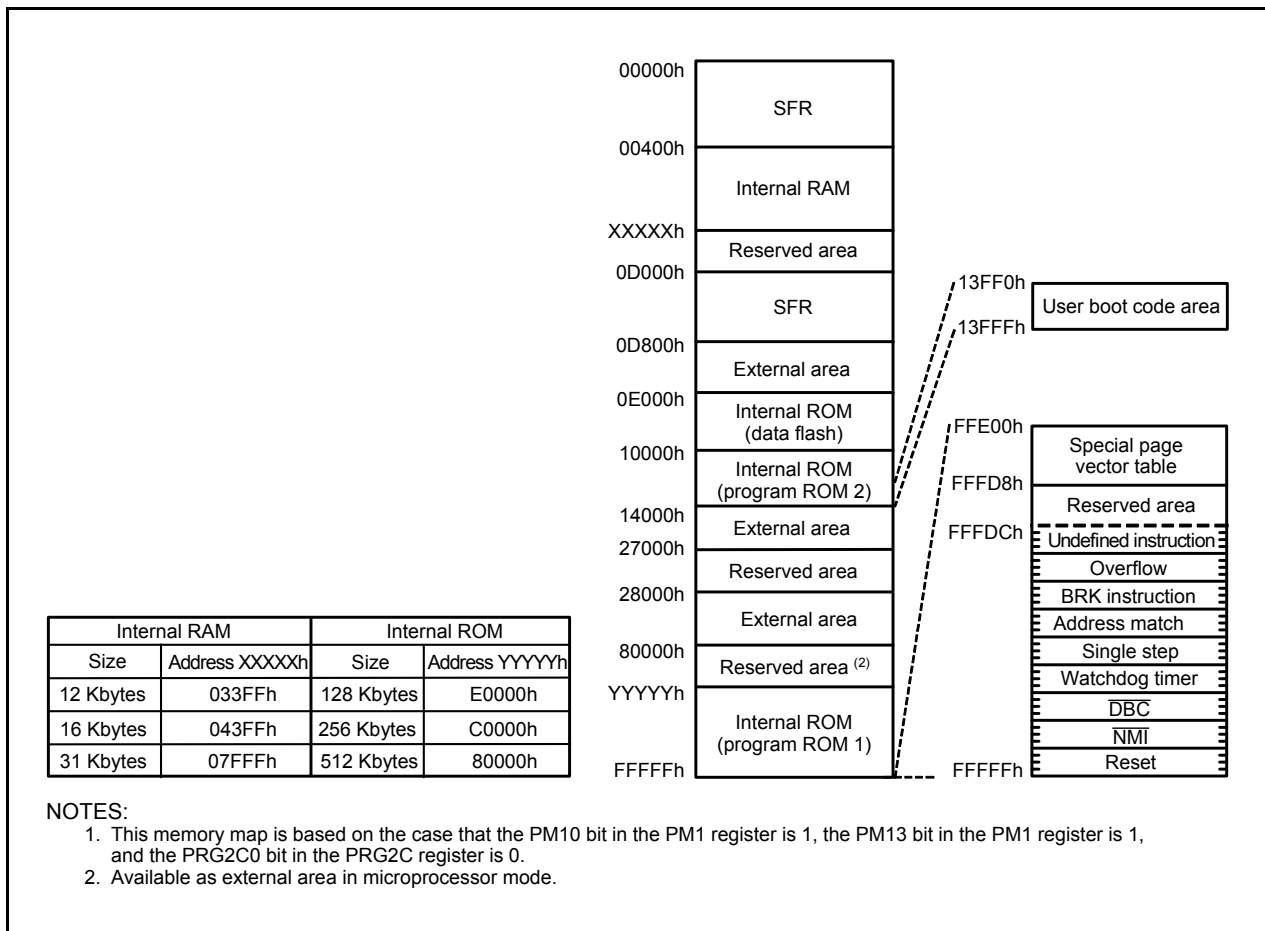 00000h
SFR
00400h
Internal RAM
XXXXXh
Reserved area
0D000h
SFR
0D800h
External area
0E000h
Internal ROM
(data flash)
10000h
Internal ROM
(program ROM 2)
14000h
External area
27000h
Reserved area
28000h
External area
80000h
Reserved area (2)
YYYYYh
Internal ROM
(program ROM 1)
FFFFFh
13FF0h
User boot code area
13FFFh
FFE00h
Special page
vector table
FFFD8h
Reserved area
FFFDCh
Undefined instruction
Overflow
BRK instruction
Address match
Single step
Watchdog timer
DBC
NMI
Reset
FFFFFh
Internal RAM Internal ROM
Size Address XXXXXh Size Address YYYYYh
12 Kbytes 033FFh 128 Kbytes E0000h
16 Kbytes 043FFh 256 Kbytes C0000h
31 Kbytes 07FFFh 512 Kbytes 80000h
NOTES:
1. This memory map is based on the case that the PM10 bit in the PM1 register is 1, the PM13 bit in the PM1 register is 1,
and the PRG2C0 bit in the PRG2C register is 0.
2. Available as external area in microprocessor mode.